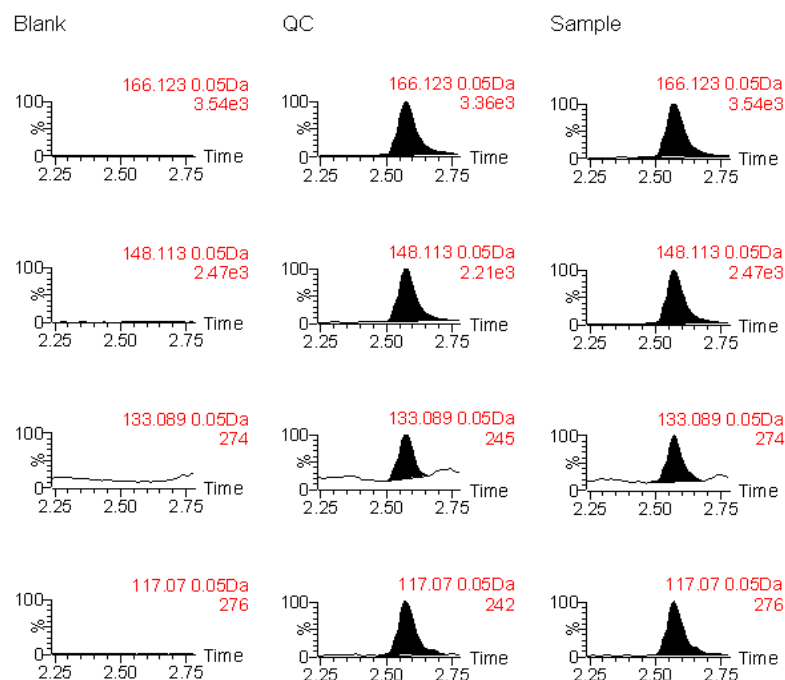 Blank QC Sample
166.123 0.05Da 166.123 0.05Da 166.123 0.05Da
3.54e3 3.36e3 3.54e3
100 100 100
% % %
0 Time 0 Time 0 Time
2.25 2.50 2.75 2.25 2.50 2.75 2.25 2.50 2.75
148.113 0.05Da 148.113 0.05Da 148.113 0.05Da
2.47e3 2.21e3 2.47e3
100 100 100
% % %
0 Time 0 Time 0 Time
2.25 2.50 2.75 2.25 2.50 2.75 2.25 2.50 2.75
133.089 0.05Da 133.089 0.05Da 133.089 0.05Da
274 245 274
100 100 100
% % %
0 Time 0 Time 0 Time
2.25 2.50 2.75 2.25 2.50 2.75 2.25 2.50 2.75
117.07 0.05Da 117.07 0.05Da 117.07 0.05Da
276 242 276
100 100 100
% % %
0 Time 0 Time 0 Time
2.25 2.50 2.75 2.25 2.50 2.75 2.25 2.50 2.75